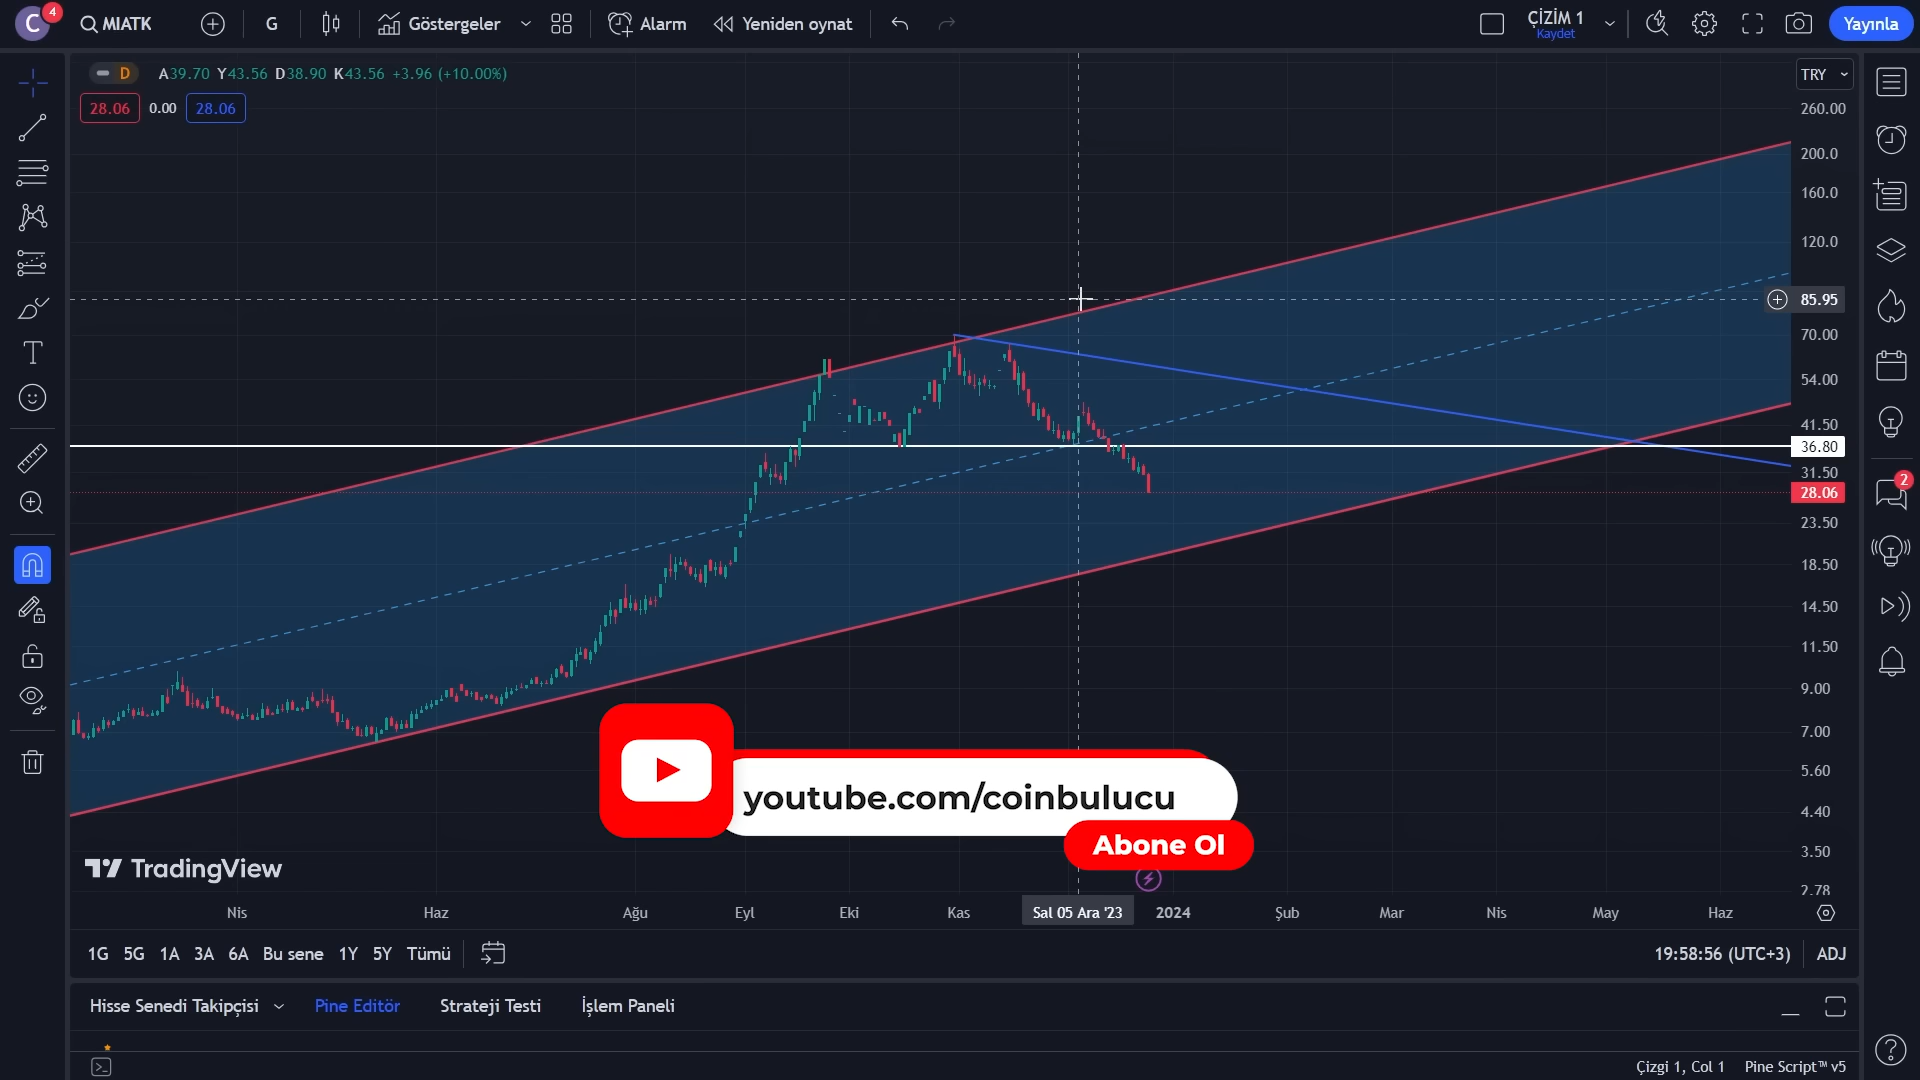 C 4 MIATK G Göstergeler Alarm Yeniden oynat ÇİZİM 1 Kaydet Yayınla
D A39.70 Y43.56 D38.90 K43.56 +3.96 (+10.00%) TRY
28.06 0.00 28.06
260.00
200.0
160.0
120.0
85.95
70.00
54.00
41.50
36.80
31.50
2
28.06
23.50
18.50
14.50
11.50
9.00
7.00
5.60
youtube.com/coinbulucu
4.40
Abone Ol
3.50
TradingView
2.78
Nis Haz Ağu Eyl Eki Kas Sal 05 Ara '23 2024 Şub Mar Nis May Haz
1G 5G 1A 3A 6A Bu sene 1Y 5Y Tümü 19:58:56 (UTC+3) ADJ
Hisse Senedi Takipçisi Pine Editör Strateji Testi İşlem Paneli
Çizgi 1, Col 1 Pine Script™ v5